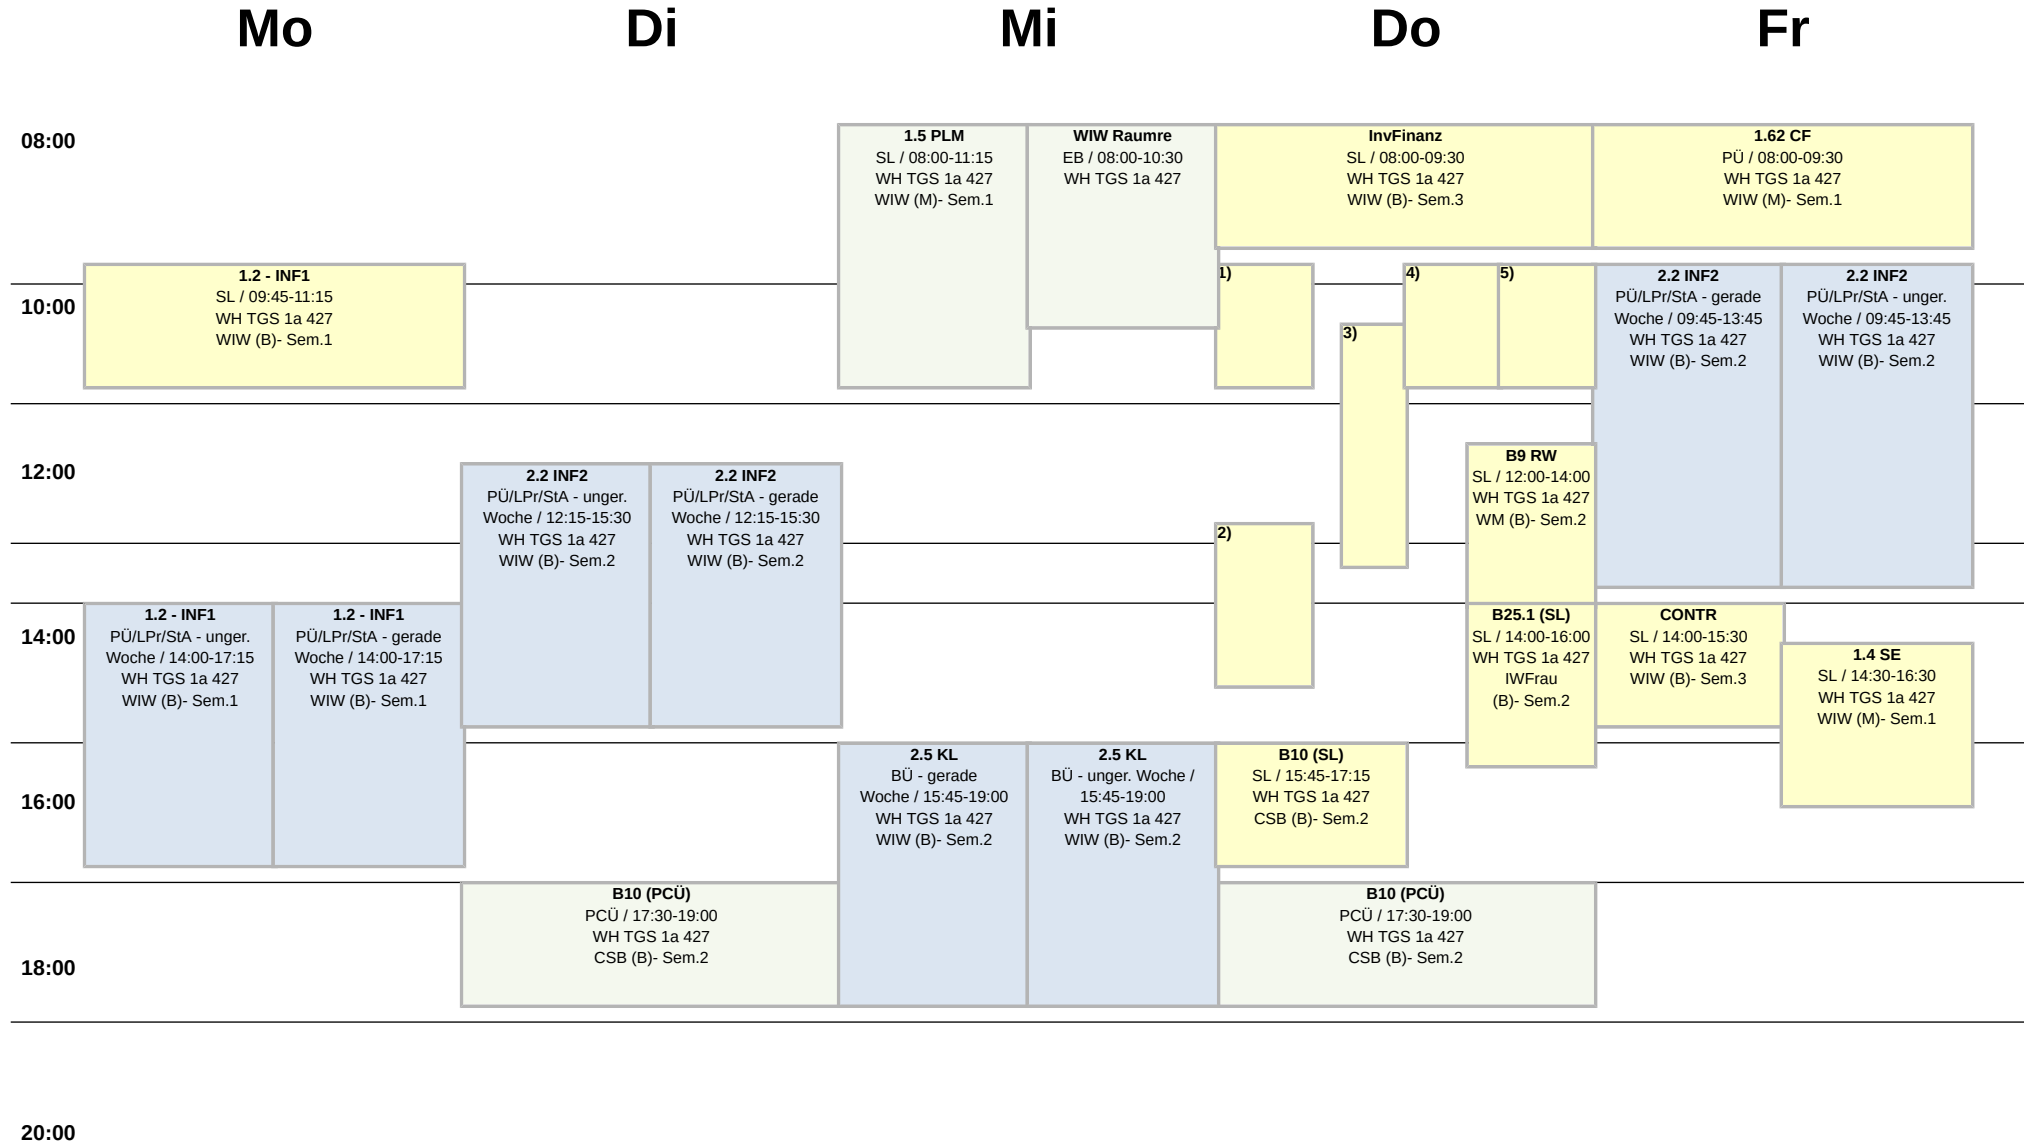 Mo
Di
Mi
Do
Fr
08:00
10:00
12:00
14:00
16:00
18:00
20:00
1.2 - INF1
SL / 09:45-11:15
WH TGS 1a 427
WIW (B)- Sem.1
1.2 - INF1
PÜ/LPr/StA - unger.
Woche / 14:00-17:15
WH TGS 1a 427
WIW (B)- Sem.1
1.2 - INF1
PÜ/LPr/StA - gerade
Woche / 14:00-17:15
WH TGS 1a 427
WIW (B)- Sem.1
2.2 INF2
PÜ/LPr/StA - unger.
Woche / 12:15-15:30
WH TGS 1a 427
WIW (B)- Sem.2
2.2 INF2
PÜ/LPr/StA - gerade
Woche / 12:15-15:30
WH TGS 1a 427
WIW (B)- Sem.2
B10 (PCÜ)
PCÜ / 17:30-19:00
WH TGS 1a 427
CSB (B)- Sem.2
1.5 PLM
SL / 08:00-11:15
WH TGS 1a 427
WIW (M)- Sem.1
WIW Raumre
EB / 08:00-10:30
WH TGS 1a 427
2.5 KL
BÜ - gerade
Woche / 15:45-19:00
WH TGS 1a 427
WIW (B)- Sem.2
2.5 KL
BÜ - unger. Woche /
15:45-19:00
WH TGS 1a 427
WIW (B)- Sem.2
InvFinanz
SL / 08:00-09:30
WH TGS 1a 427
WIW (B)- Sem.3
1)
2)
3)
4)
5)
B9 RW
SL / 12:00-14:00
WH TGS 1a 427
WM (B)- Sem.2
B25.1 (SL)
SL / 14:00-16:00
WH TGS 1a 427
IWFrau
(B)- Sem.2
B10 (SL)
SL / 15:45-17:15
WH TGS 1a 427
CSB (B)- Sem.2
B10 (PCÜ)
PCÜ / 17:30-19:00
WH TGS 1a 427
CSB (B)- Sem.2
1.62 CF
PÜ / 08:00-09:30
WH TGS 1a 427
WIW (M)- Sem.1
2.2 INF2
PÜ/LPr/StA - gerade
Woche / 09:45-13:45
WH TGS 1a 427
WIW (B)- Sem.2
2.2 INF2
PÜ/LPr/StA - unger.
Woche / 09:45-13:45
WH TGS 1a 427
WIW (B)- Sem.2
CONTR
SL / 14:00-15:30
WH TGS 1a 427
WIW (B)- Sem.3
1.4 SE
SL / 14:30-16:30
WH TGS 1a 427
WIW (M)- Sem.1